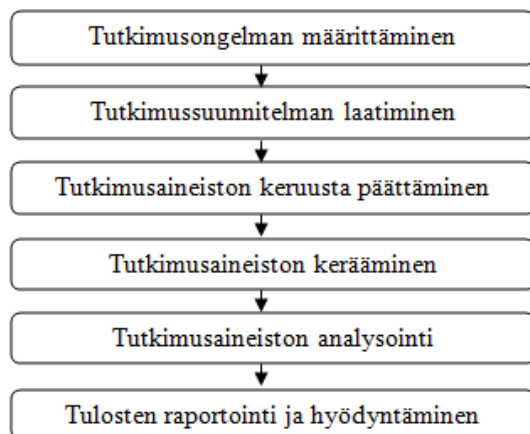 Tutkimusongelman määrittäminen
Tutkimussuunnitelman laatiminen
Tutkimusaineiston keruusta päättäminen
Tutkimusaineiston kerääminen
Tutkimusaineiston analysointi
Tulosten raportointi ja hyödyntäminen